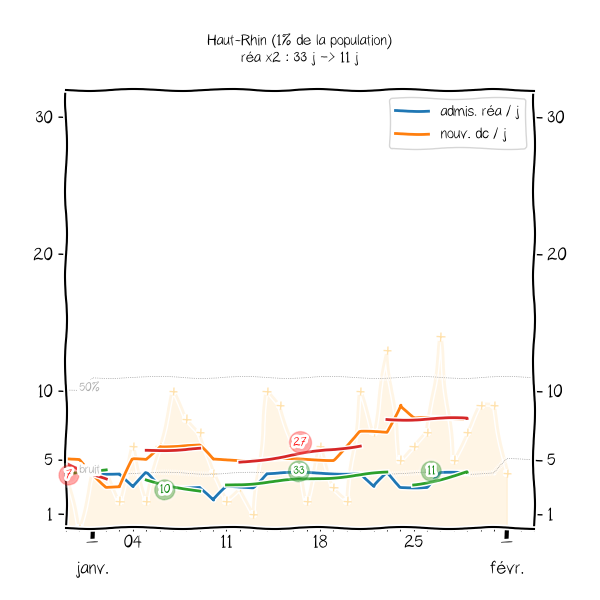 Haut-Rhin (1% de la population)
réa x2 : 33 j -> 11 j
admis. réa / j
nouv. dc / j
30
30
20
20
10
50%
10
27
5
bruit
7
33
11
5
10
1
1
04
11
18
25
janv.
févr.